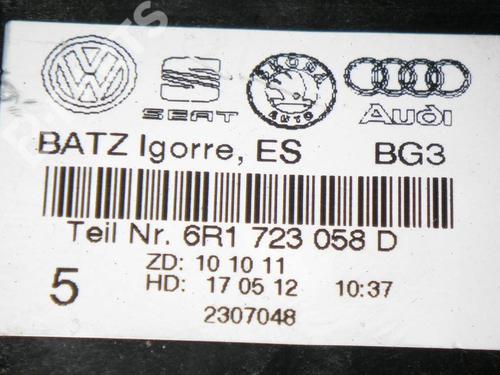 SEAT
ŠKODA
AUTO
Audi
BATZ Igorre, ES BG3
Teil Nr. 6R1 723 058 D
ZD: 10 10 11
5
HD: 17 05 12 10:37
2307048